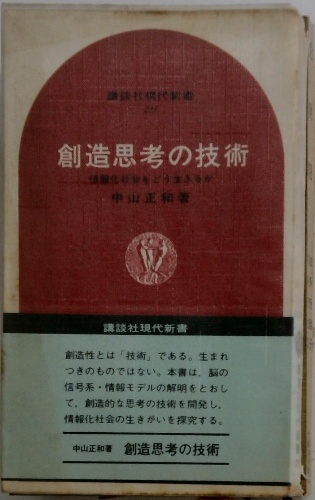 講談社現代新書
創造思考の技術
情報化社会をどう生きるか
中山正和著
講談社現代新書
創造性とは「技術」である。生まれ
つきのものではない。本書は、脳の
信号系・情報モデルの解明をとおし
て、創造的な思考の技術を開発し、
情報化社会の生きがいを探究する。
中山正和著 創造思考の技術